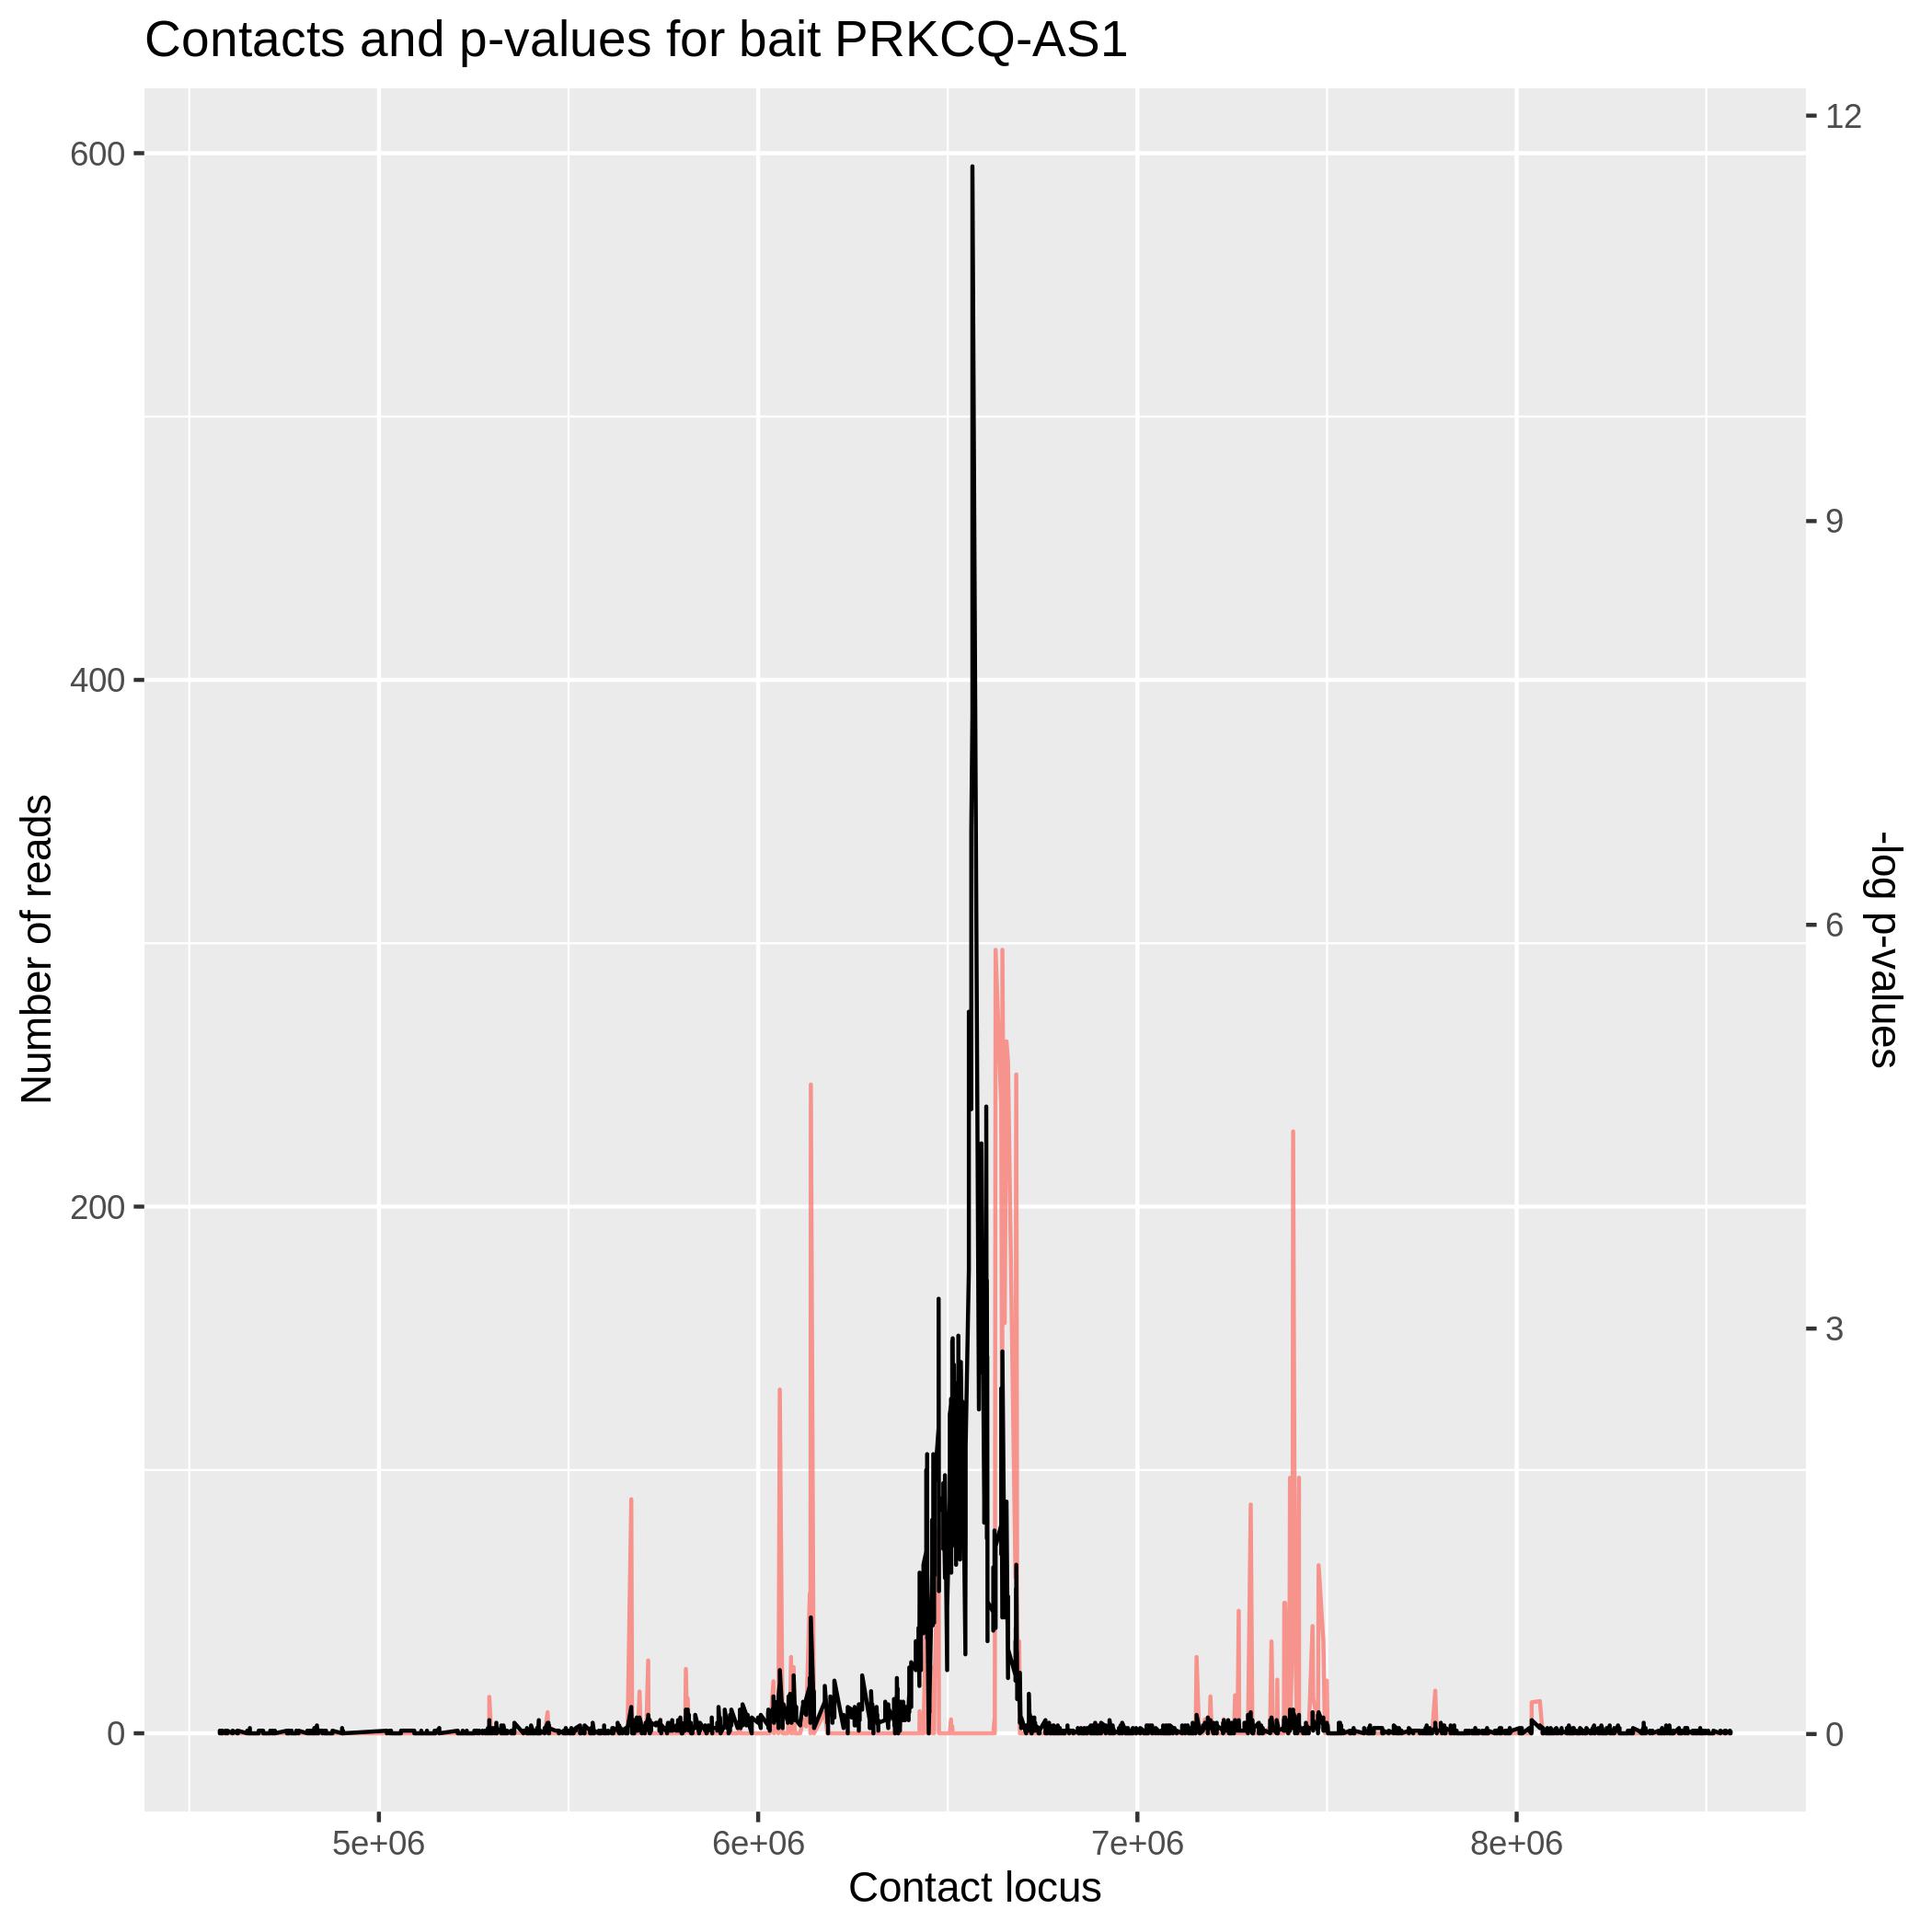 Contacts and p-values for bait PRKCQ-AS1
600
400
200
0
12
9
6
3
0
Number of reads
-log p-values
5e+06 6e+06 7e+06 8e+06
Contact locus